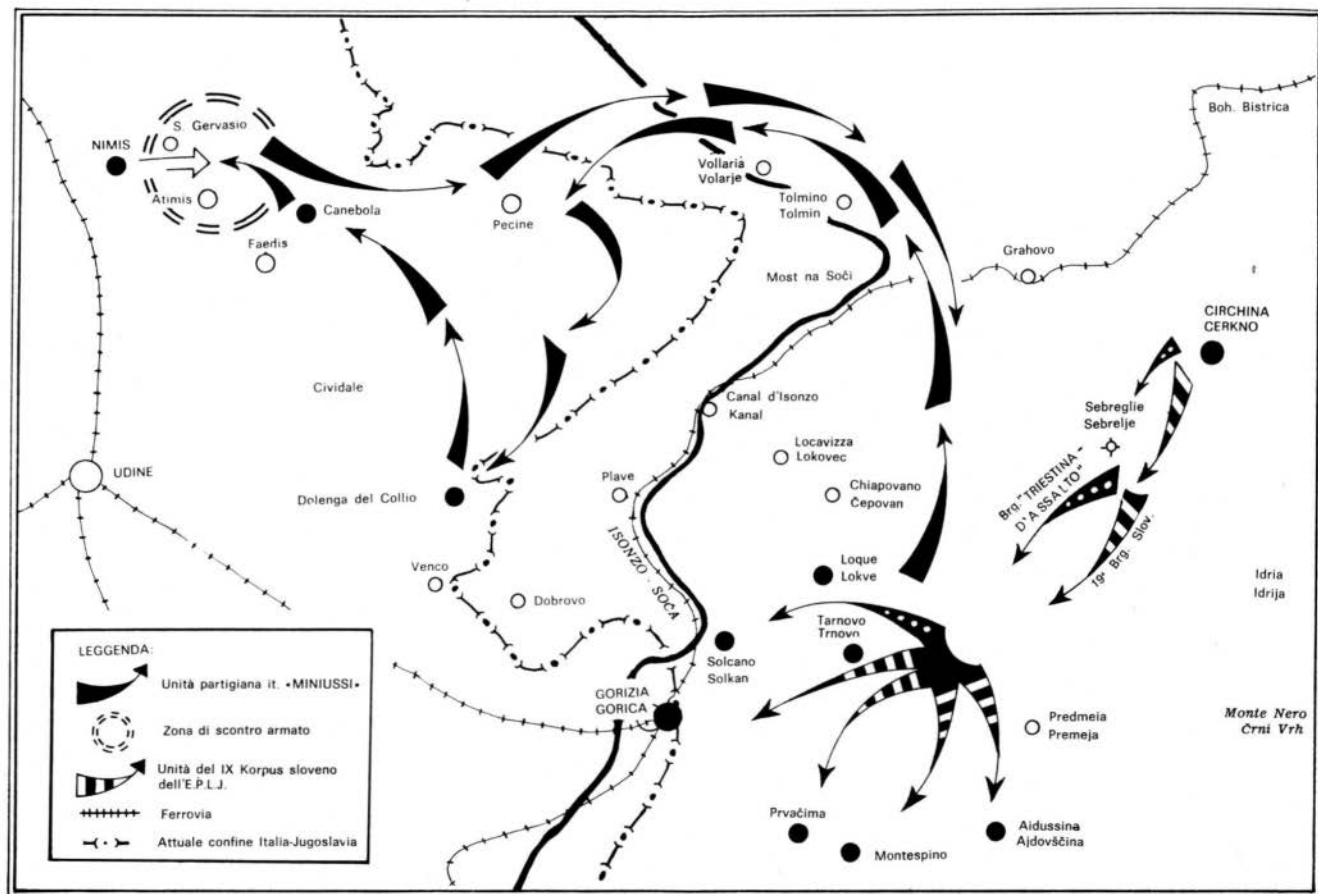 Boh. Bistrica
S. Gervasio
NIMIS
Atimis
Canebola
Faedis
Pecine
Vollaria
Volarje
Tolmino
Tolmin
Grahovo
Most na Soči
CIRCHINA
CERKNO
Cividale
Canal d'Isonzo
Kanal
Sebreglie
Sebrelje
Locavizza
Lokovec
UDINE
Dolenga del Collio
Plave
Chiapovano
Čepovan
Brg. "TRIESTINA -
D'ASSALTO"
19ª Brg. Slov.
ISONZO - SOČA
Loque
Lokve
Idria
Idrija
Venco
Dobrovo
Tarnovo
Trnovo
Solcano
Solkan
GORIZIA
GORICA
Predmeia
Premeja
Monte Nero
Črni Vrh
Prvačima
Montespino
Aidussina
Ajdovščina
LEGGENDA:
Unità partigiana it. «MINIUSSI»
Zona di scontro armato
Unità del IX Korpus sloveno
dell'E.P.L.J.
Ferrovia
Attuale confine Italia-Jugoslavia